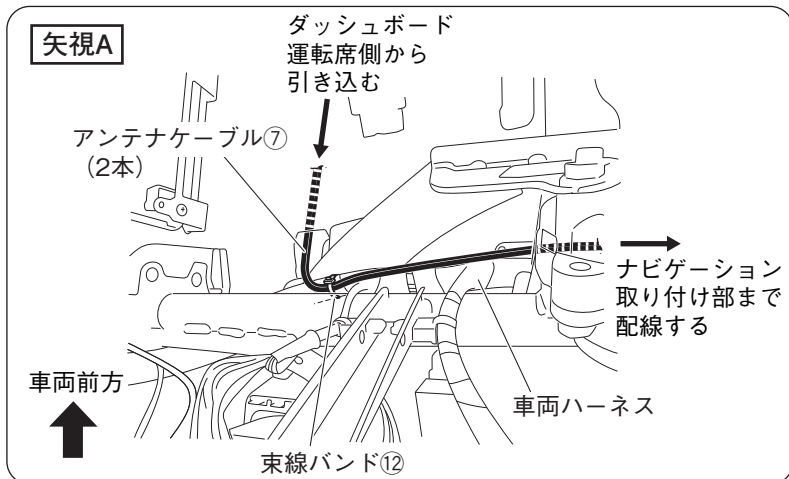 矢視A
ダッシュボード
運転席側から
引き込む
アンテナケーブル⑦
（2本）
ナビゲーション
取り付け部まで
配線する
車両前方
車両ハーネス
束線バンド⑫